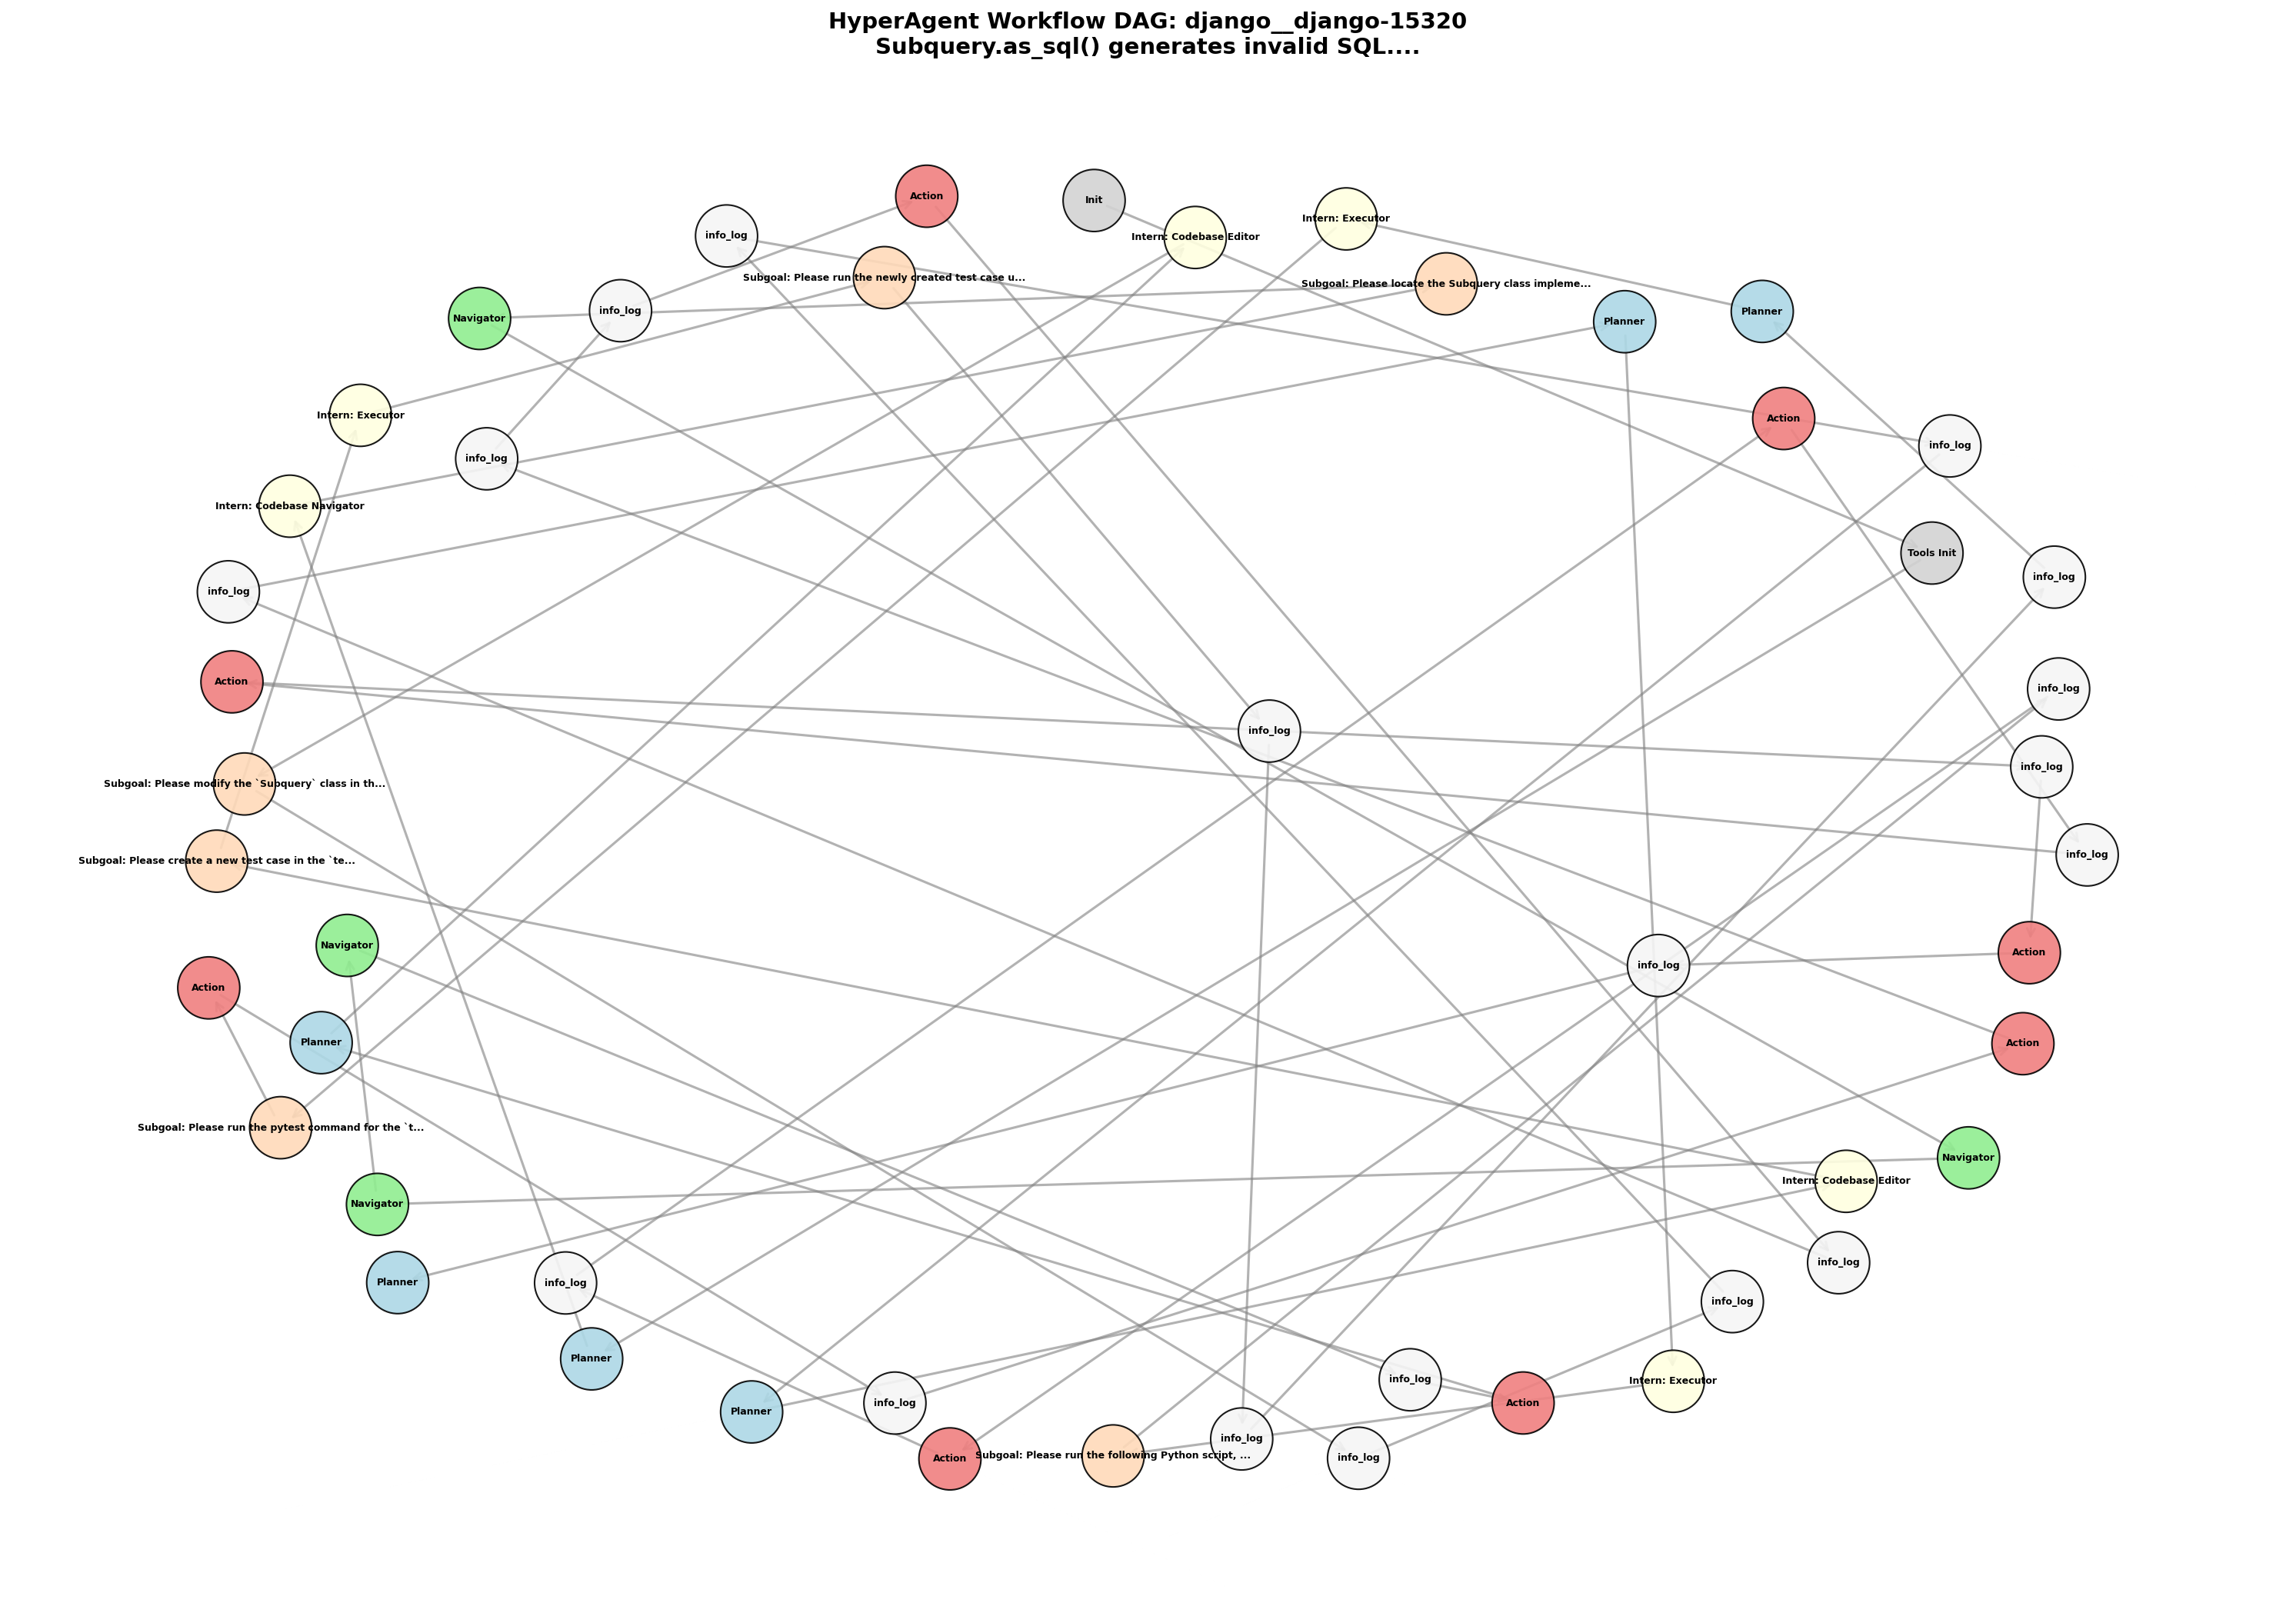 HyperAgent Workflow DAG: django__django-15320
Subquery.as_sql() generates invalid SQL....
Action
Init
Intern: Executor
info_log
Intern: Codebase Editor
Subgoal: Please run the newly created test case u...
Subgoal: Please locate the Subquery class impleme...
info_log
Planner
Navigator
Planner
Intern: Executor
Action
info_log
info_log
Intern: Codebase Navigator
Tools Init
info_log
info_log
Action
info_log
info_log
info_log
Subgoal: Please modify the `Subquery` class in th...
info_log
Subgoal: Please create a new test case in the `te...
Navigator
Action
info_log
Action
Planner
Action
Subgoal: Please run the pytest command for the `t...
Navigator
Intern: Codebase Editor
Navigator
info_log
Planner
info_log
info_log
Planner
info_log
Intern: Executor
Planner
info_log
Action
info_log
Action
Subgoal: Please run the following Python script, ...
info_log